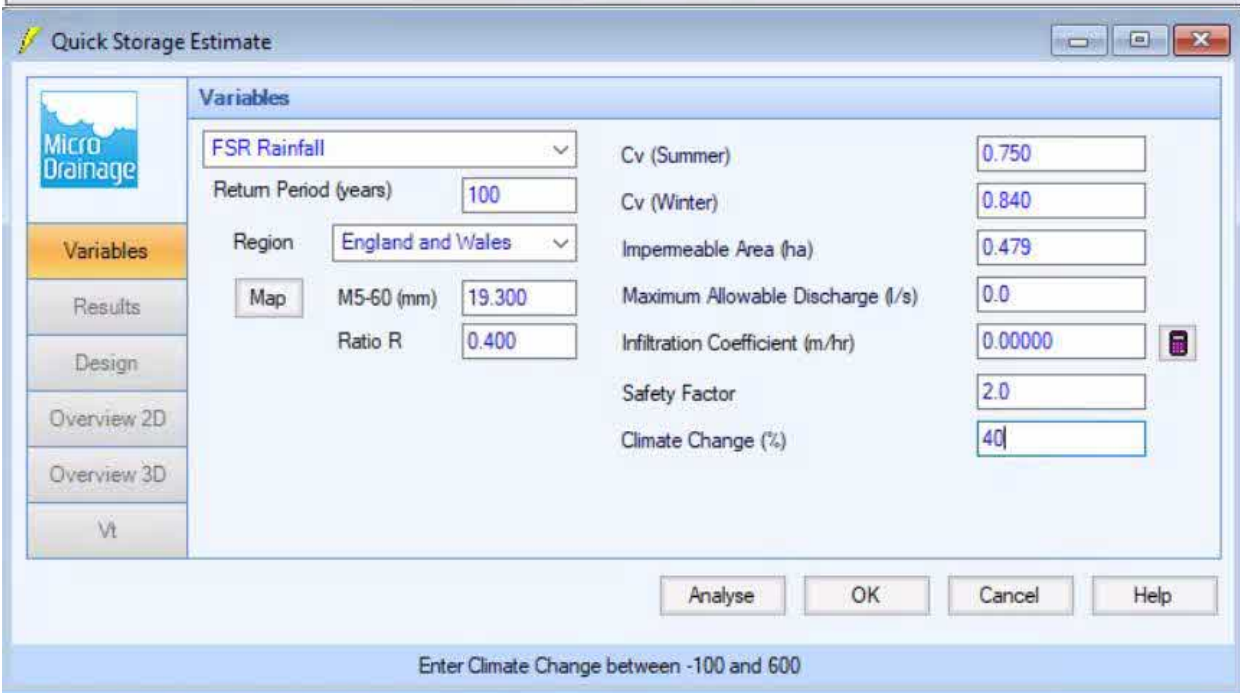 Quick Storage Estimate
Micro
Drainage
Variables
Results
Design
Overview 2D
Overview 3D
Vt
Variables
FSR Rainfall
Return Period (years) 100
Region England and Wales
Map M5-60 (mm) 19.300
Ratio R 0.400
Cv (Summer) 0.750
Cv (Winter) 0.840
Impermeable Area (ha) 0.479
Maximum Allowable Discharge (l/s) 0.0
Infiltration Coefficient (m/hr) 0.00000
Safety Factor 2.0
Climate Change (%) 40
Analyse OK Cancel Help
Enter Climate Change between -100 and 600